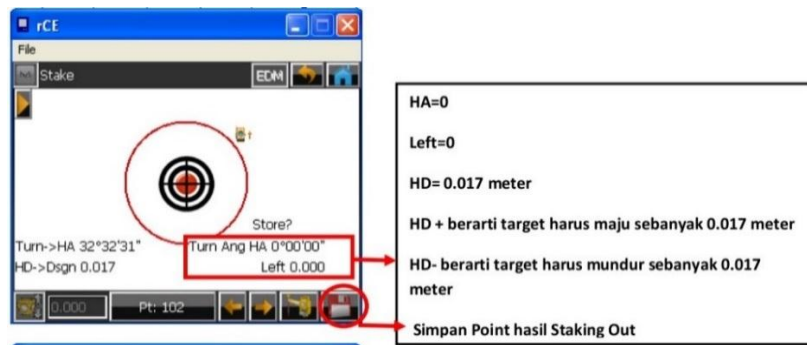 rCE
File
Stake
EDM
Store?
Turn->HA 32°32'31"
Turn Ang HA 0°00'00"
HD->Dsgn 0.017
Left 0.000
0.000
Pt: 102
HA=0
Left=0
HD= 0.017 meter
HD + berarti target harus maju sebanyak 0.017 meter
HD- berarti target harus mundur sebanyak 0.017
meter
Simpan Point hasil Staking Out